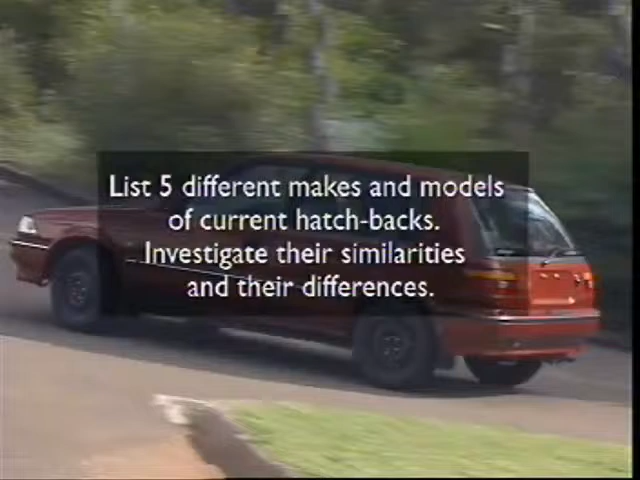 List 5 different makes and models
of current hatch-backs.
Investigate their similarities
and their differences.